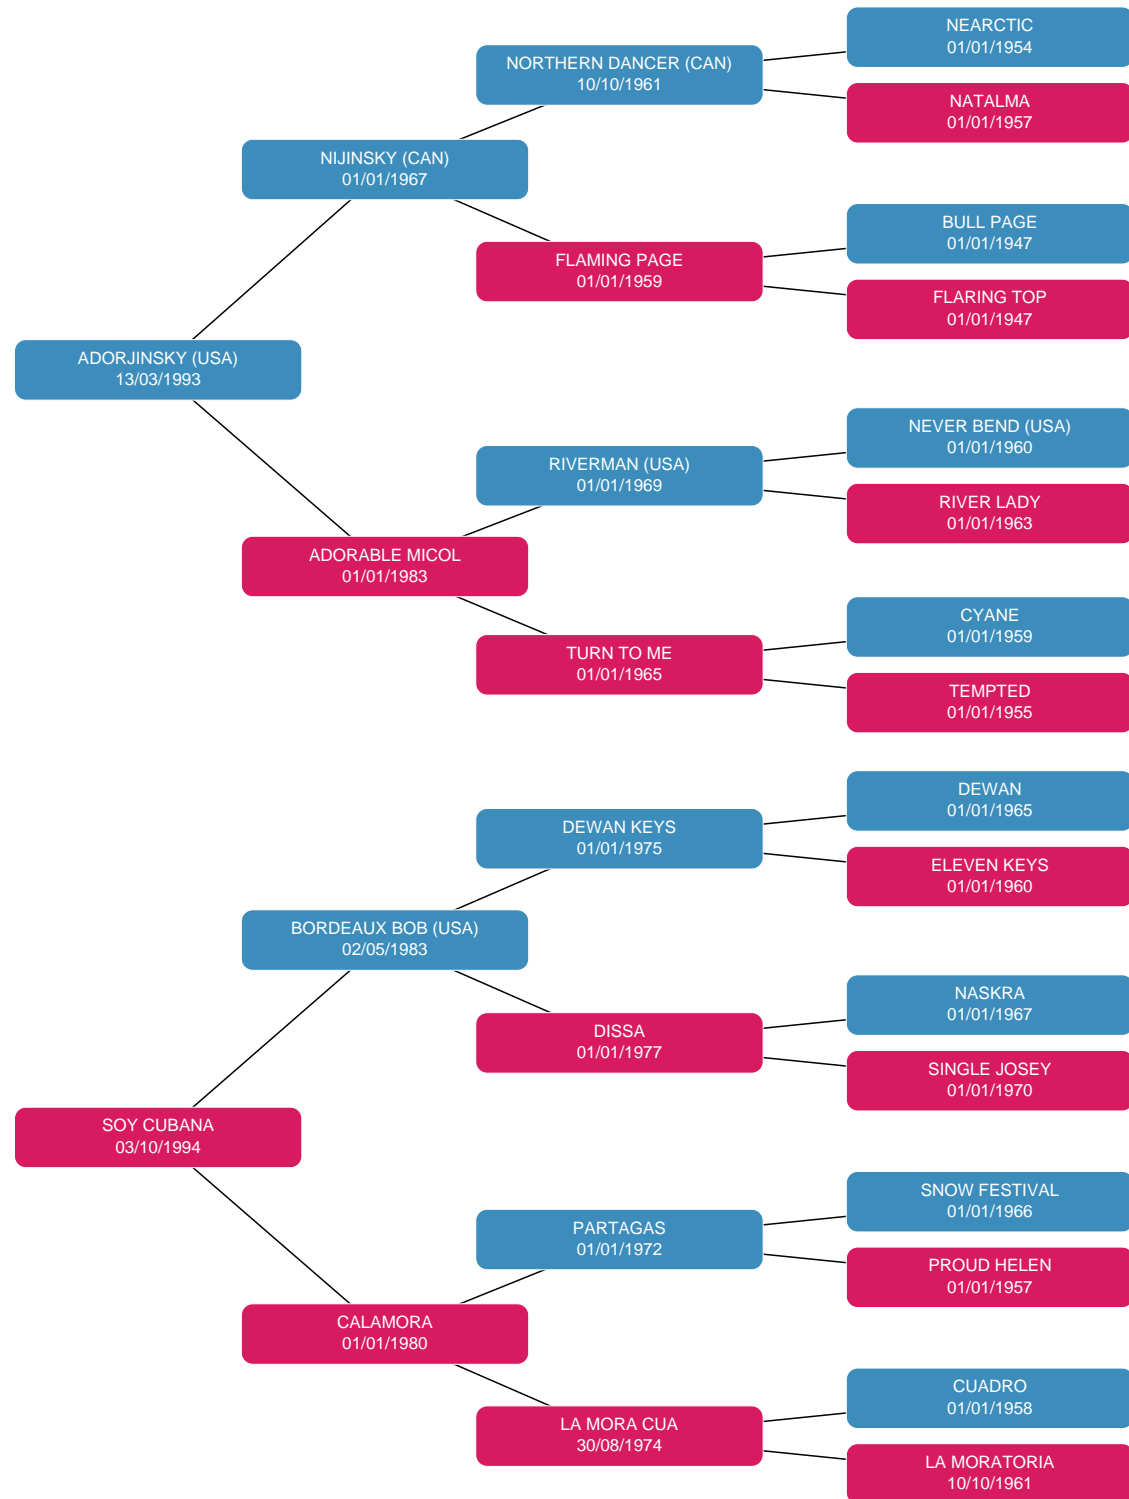 NEARCTIC
01/01/1954
NORTHERN DANCER (CAN)
10/10/1961
NATALMA
01/01/1957
NIJINSKY (CAN)
01/01/1967
BULL PAGE
01/01/1947
FLAMING PAGE
01/01/1959
FLARING TOP
01/01/1947
ADORJINSKY (USA)
13/03/1993
NEVER BEND (USA)
01/01/1960
RIVERMAN (USA)
01/01/1969
RIVER LADY
01/01/1963
ADORABLE MICOL
01/01/1983
CYANE
01/01/1959
TURN TO ME
01/01/1965
TEMPTED
01/01/1955
DEWAN
01/01/1965
DEWAN KEYS
01/01/1975
ELEVEN KEYS
01/01/1960
BORDEAUX BOB (USA)
02/05/1983
NASKRA
01/01/1967
DISSA
01/01/1977
SINGLE JOSEY
01/01/1970
SOY CUBANA
03/10/1994
SNOW FESTIVAL
01/01/1966
PARTAGAS
01/01/1972
PROUD HELEN
01/01/1957
CALAMORA
01/01/1980
CUADRO
01/01/1958
LA MORA CUA
30/08/1974
LA MORATORIA
10/10/1961